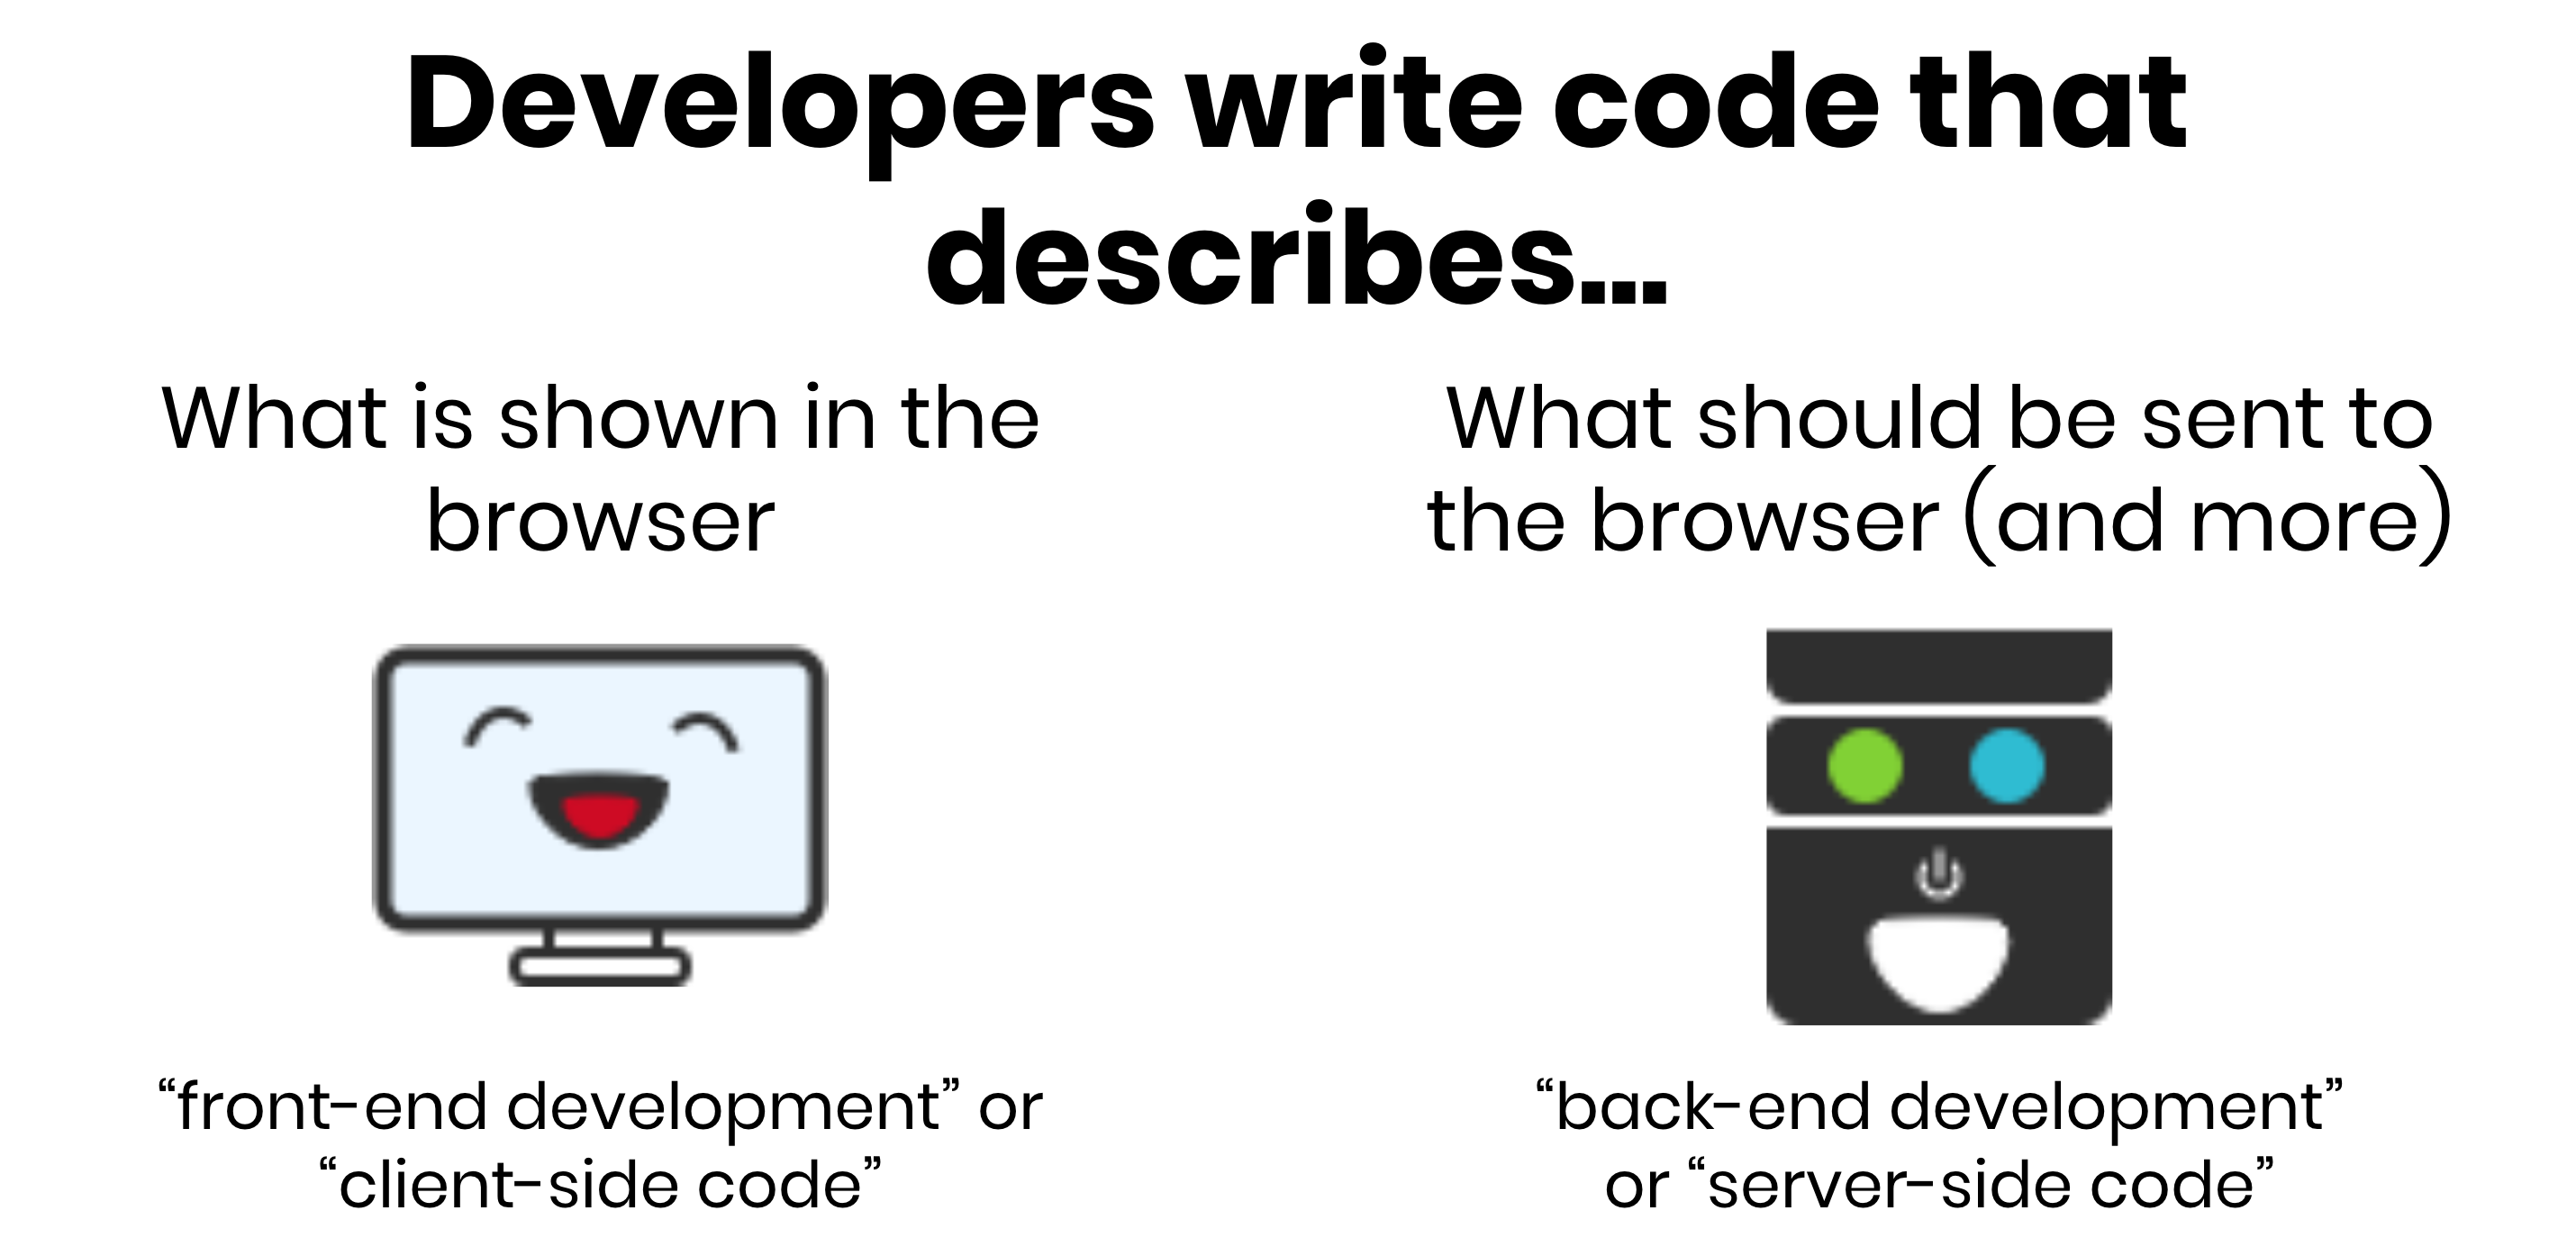 Developers write code that
describes...
What is shown in the
browser
What should be sent to
the browser (and more)
“front-end development” or
“client-side code”
“back-end development”
or “server-side code”